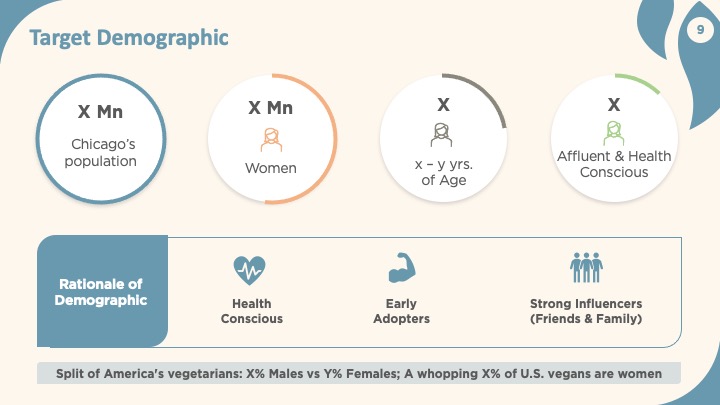 Target Demographic
9
X Mn
Chicago's
population
X Mn
Women
X
x – y yrs.
of Age
X
Affluent & Health
Conscious
Rationale of
Demographic
Health
Conscious
Early
Adopters
Strong Influencers
(Friends & Family)
Split of America's vegetarians: X% Males vs Y% Females; A whopping X% of U.S. vegans are women